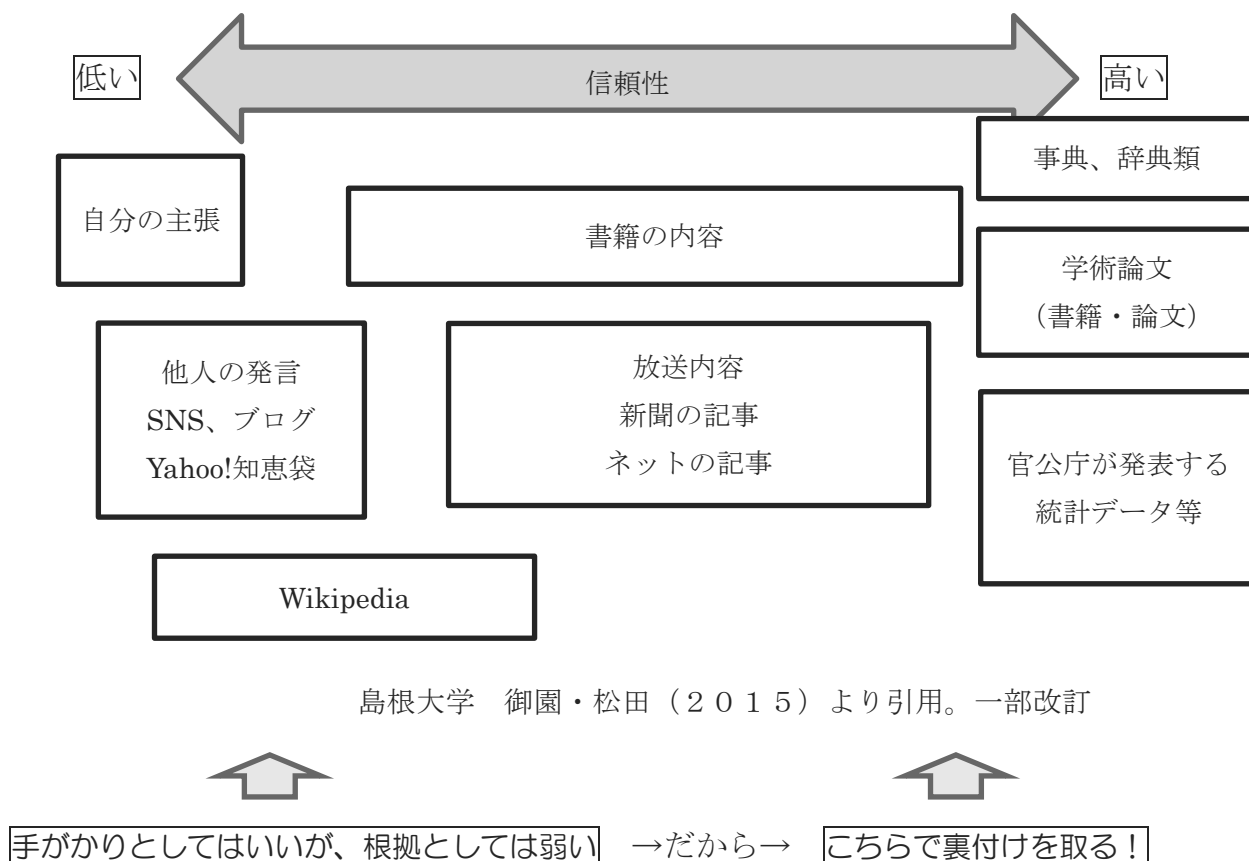 低い
信頼性
高い
事典、辞典類
自分の主張
書籍の内容
学術論文
（書籍・論文）
他人の発言
SNS、ブログ
Yahoo!知恵袋
放送内容
新聞の記事
ネットの記事
官公庁が発表する
統計データ等
Wikipedia
島根大学　御園・松田（２０１５）より引用。一部改訂
手がかりとしてはいいが、根拠としては弱い　→だから→　こちらで裏付けを取る！